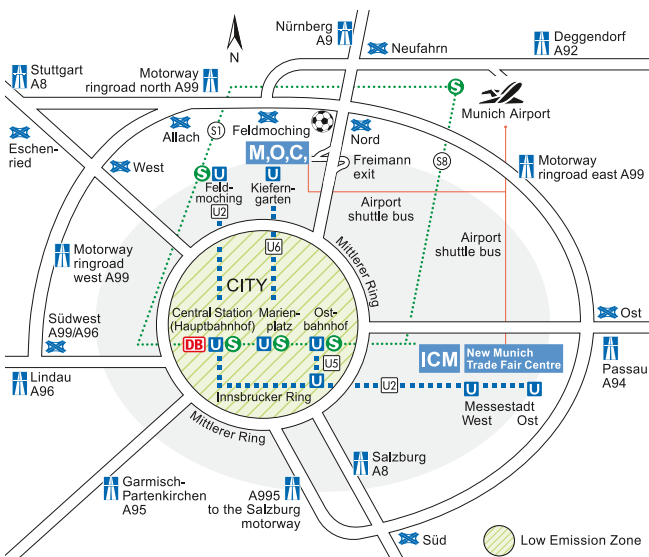 Nürnberg
A9
Neufahrn
Deggendorf
A92
N
Stuttgart
A8
Motorway
ringroad north A99
S
Munich Airport
Eschen-
ried
Allach
S1
Feldmoching
Nord
West
M,O,C,
Freimann
exit
S8
Motorway
ringroad east A99
S U
Feld-
moching
U
Kiefern-
garten
U2
Airport
shuttle bus
Airport
shuttle bus
Motorway
ringroad
west A99
U6
Mittlerer Ring
CITY
Südwest
A99/A96
Central Station
(Hauptbahnhof)
Marien-
platz
Ost-
bahnhof
Ost
DB U S
U S
U S
U5
U
ICM
New Munich
Trade Fair Centre
Passau
A94
Lindau
A96
Innsbrucker Ring
U2
U
U
Messestadt
West Ost
Mittlerer Ring
Salzburg
A8
Garmisch-
Partenkirchen
A95
A995
to the Salzburg
motorway
Süd
Low Emission Zone